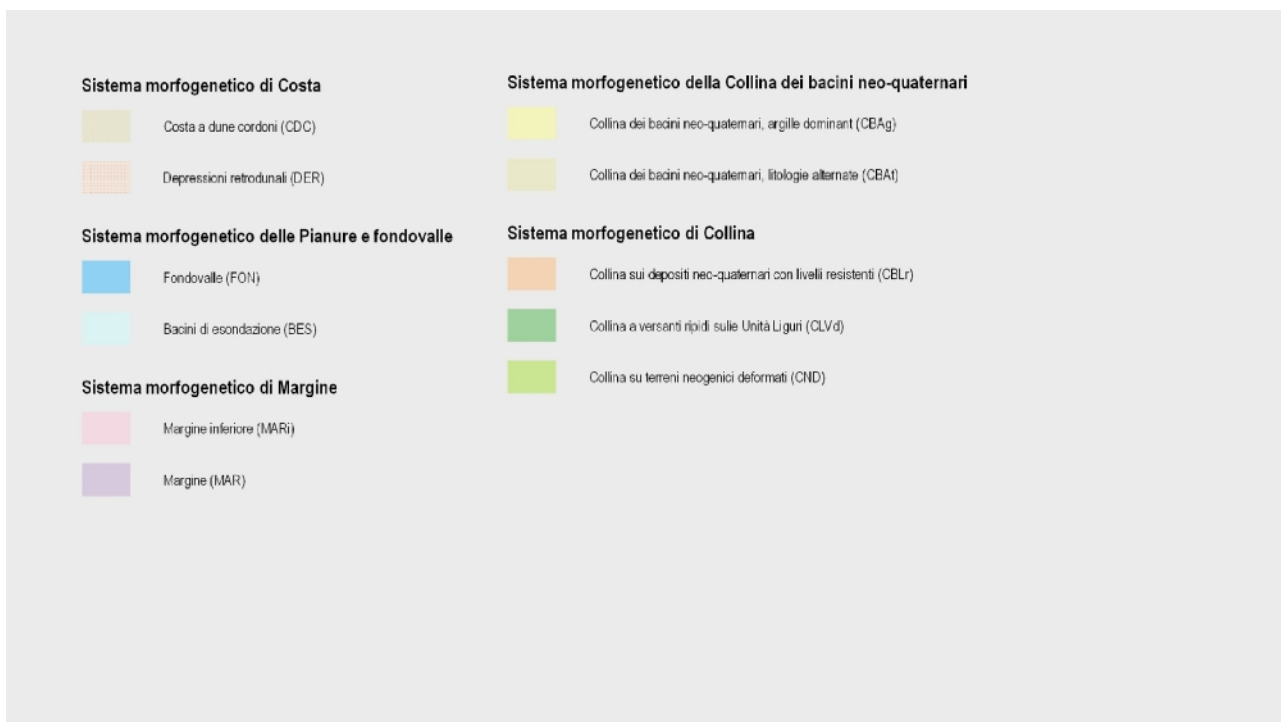 Sistema morfogenetico di Costa
Costa a dune cordoni (CDC)
Depressioni retrodunali (DER)
Sistema morfogenetico delle Pianure e fondovalle
Fondovalle (FON)
Bacini di esondazione (BES)
Sistema morfogenetico di Margine
Margine inferiore (MARi)
Margine (MAR)
Sistema morfogenetico della Collina dei bacini neo-quaternari
Collina dei bacini neo-quaternari, argille dominant (CBAg)
Collina dei bacini neo-quaternari, litologie alternate (CBAt)
Sistema morfogenetico di Collina
Collina sui depositi neo-quaternari con livelli resistenti (CBLr)
Collina a versanti ripidi sulle Unità Liguri (CLVd)
Collina su terreni neogenici deformati (CND)